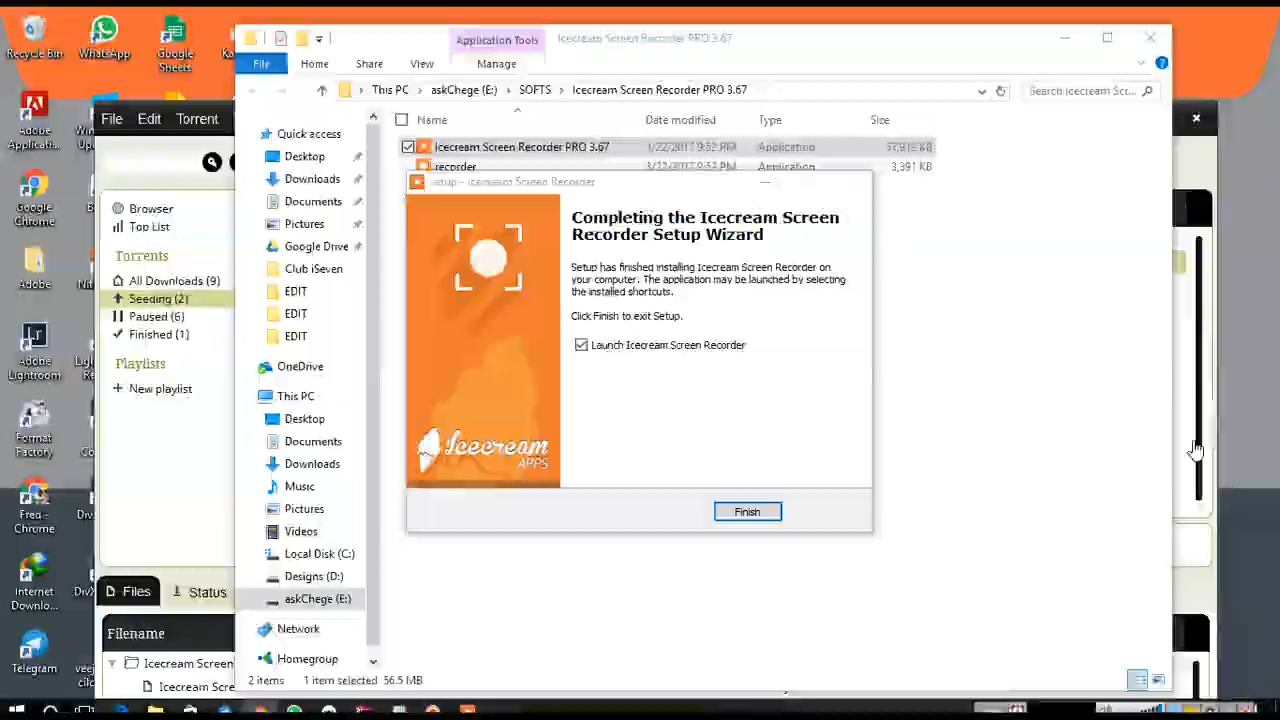 Recycle Bin
WhatsApp
Google Sheets
Adobe Applicati...
Google Chrome
Adobe
Adobe Lightroom
Format Factory
Freq - Chrome
Internet Downlo...
Telegram
File Edit Torrent
Browser
Top List
Torrents
All Downloads (9)
Seeding (2)
Paused (6)
Finished (1)
Playlists
+ New playlist
Files
Status
Filename
Icecream Screen
Icecream Scre
Application Tools
Icecream Screen Recorder PRO 3.67
File Home Share View Manage
This PC › askChege (E:) › SOFTS › Icecream Screen Recorder PRO 3.67
Search Icecream Scr...
Name Date modified Type Size
Icecream Screen Recorder PRO 3.67 Application
recorder Application 3,391 KB
Quick access
Desktop
Downloads
Documents
Pictures
Google Drive
Club iSeven
EDIT
EDIT
EDIT
OneDrive
This PC
Desktop
Documents
Downloads
Music
Pictures
Videos
Local Disk (C:)
Designs (D:)
askChege (E:)
Network
Homegroup
2 items 1 item selected 56.5 MB
Setup - Icecream Screen Recorder
Completing the Icecream Screen
Recorder Setup Wizard
Setup has finished installing Icecream Screen Recorder on
your computer. The application may be launched by selecting
the installed shortcuts.
Click Finish to exit Setup.
Launch Icecream Screen Recorder
Icecream
APPS
Finish